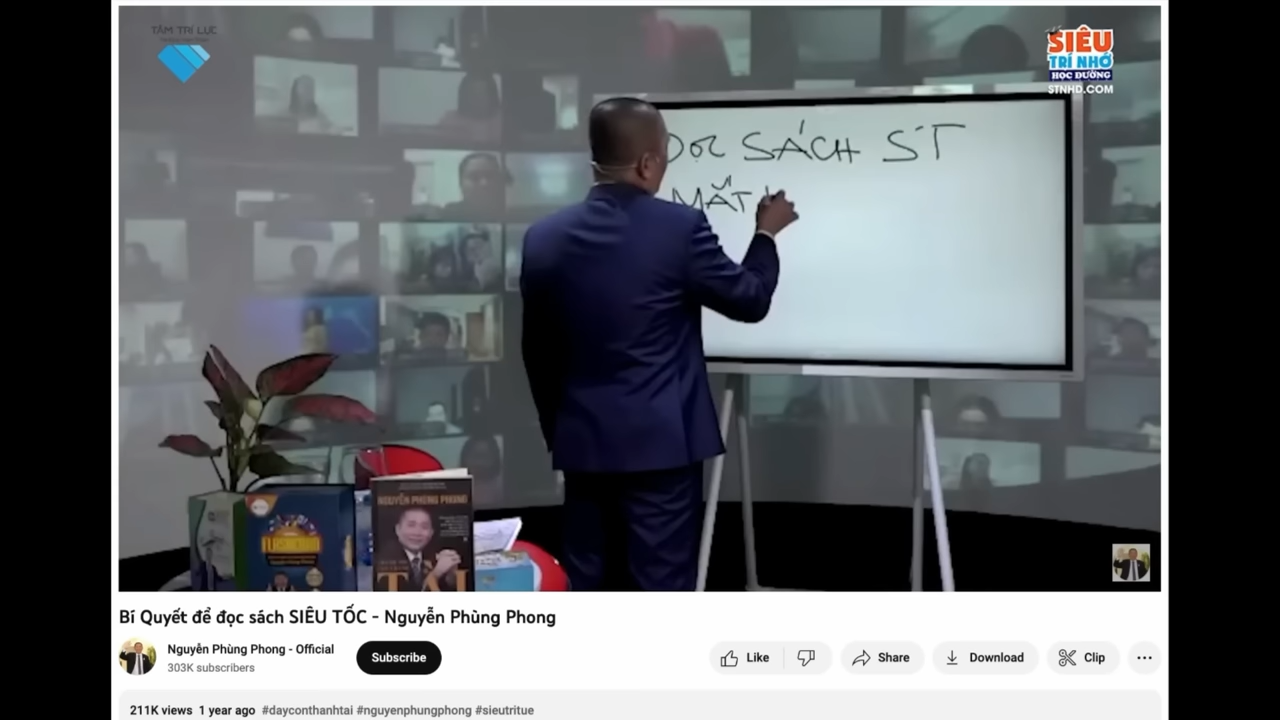 TÂM TRÍ LỰC
SIÊU
TRÍ NHỚ
HỌC ĐƯỜNG
STNHD.COM
ĐỌC SÁCH ST
MẮT
NGUYỄN PHÙNG PHONG
FLASHCARD
TÀI
Bí Quyết để đọc sách SIÊU TỐC - Nguyễn Phùng Phong
Nguyễn Phùng Phong - Official
303K subscribers
Subscribe
Like
Share
Download
Clip
211K views 1 year ago #dayconthanhtai #nguyenphungphong #sieutritue